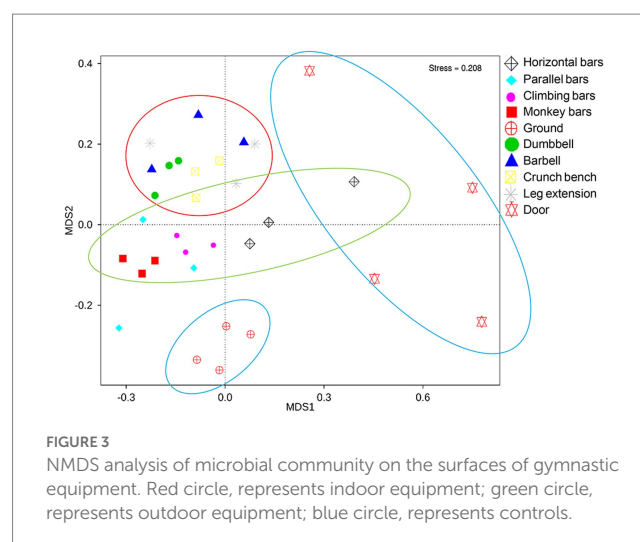 0.4
0.2
0.0
-0.2
MDS2
-0.3
0.0
0.3
0.6
MDS1
Stress = 0.208
Horizontal bars
Parallel bars
Climbing bars
Monkey bars
Ground
Dumbbell
Barbell
Crunch bench
Leg extension
Door
FIGURE 3
NMDS analysis of microbial community on the surfaces of gymnastic
equipment. Red circle, represents indoor equipment; green circle,
represents outdoor equipment; blue circle, represents controls.